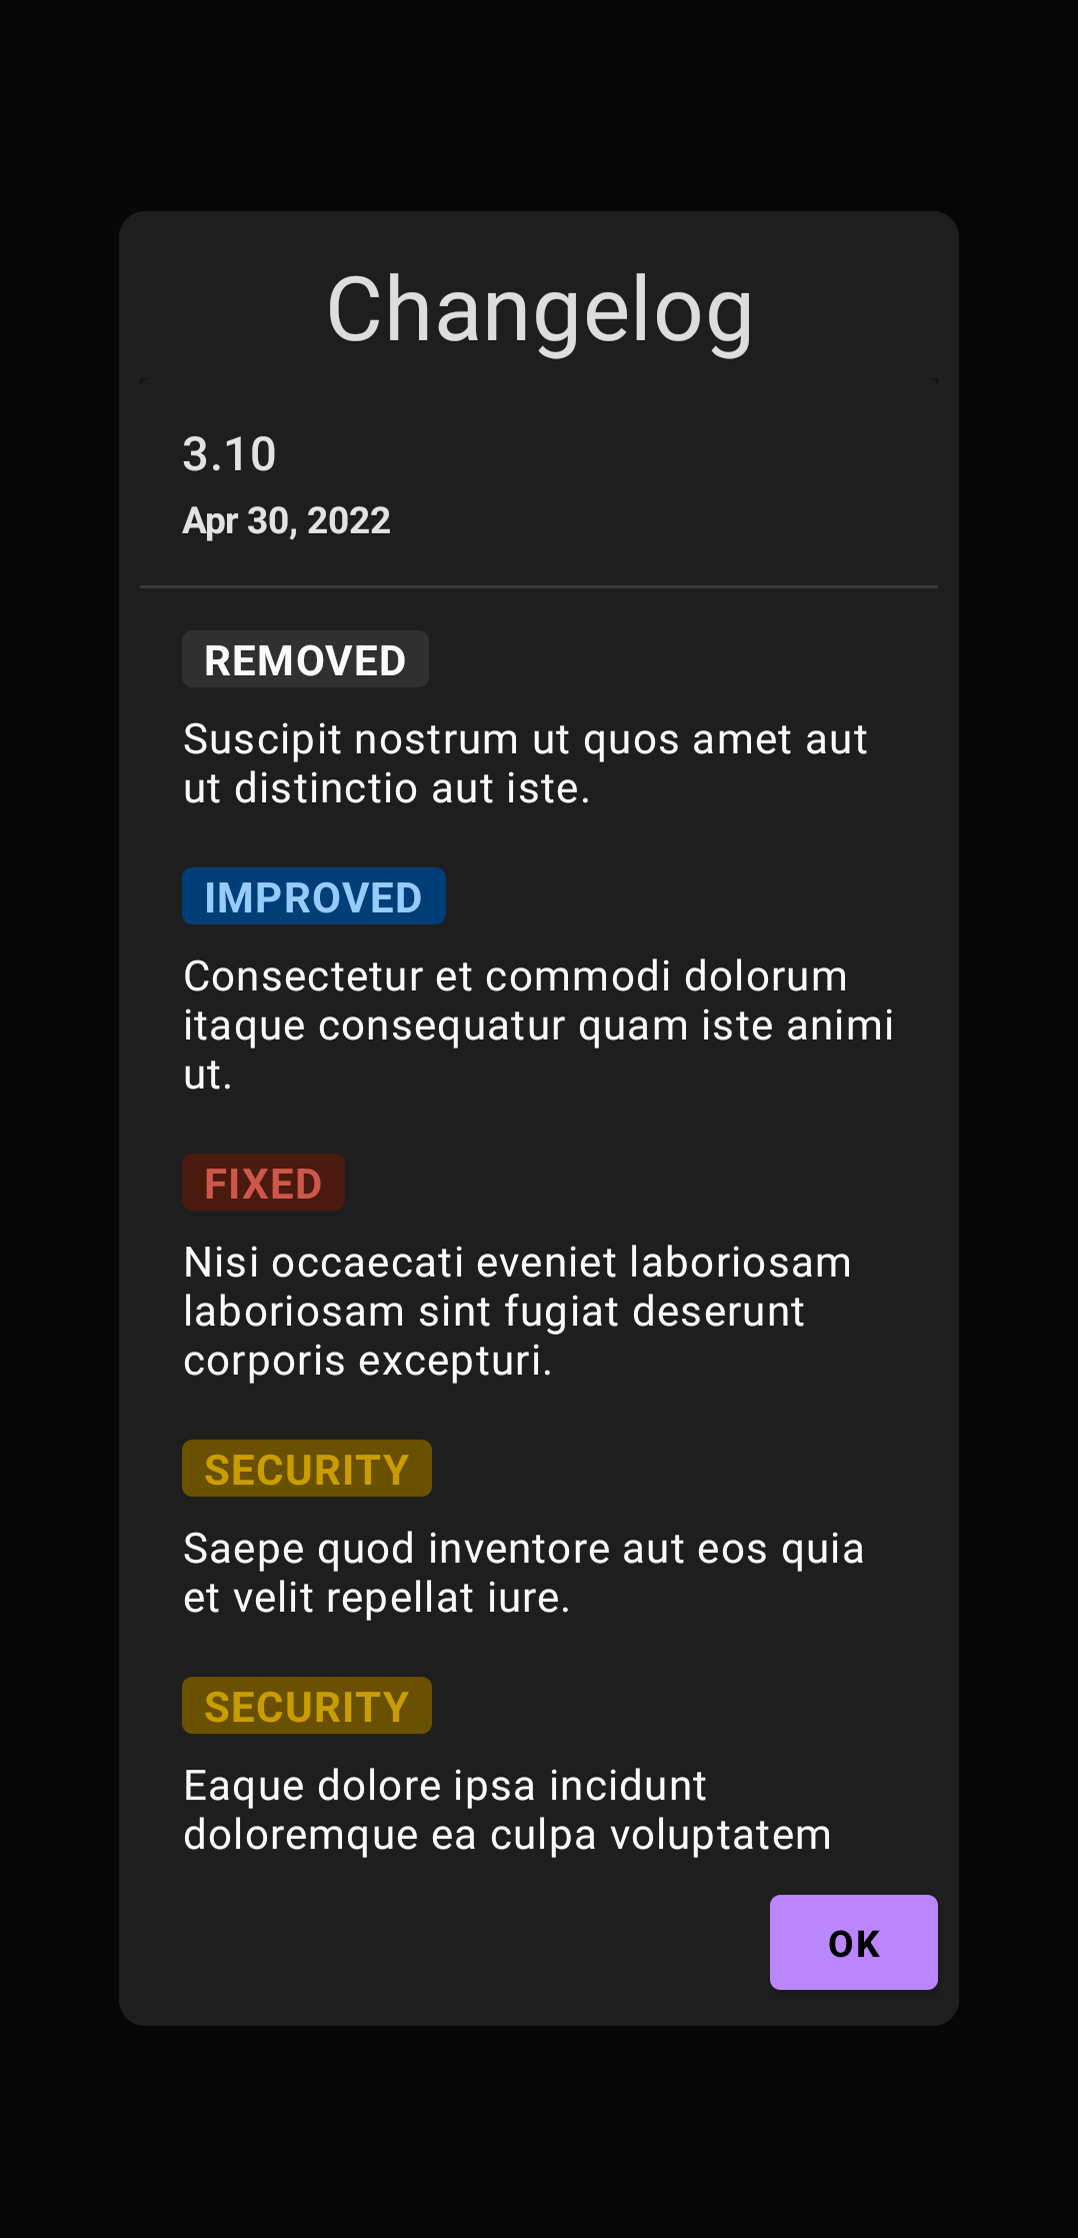 Changelog
3.10
Apr 30, 2022
REMOVED
Suscipit nostrum ut quos amet aut
ut distinctio aut iste.
IMPROVED
Consectetur et commodi dolorum
itaque consequatur quam iste animi
ut.
FIXED
Nisi occaecati eveniet laboriosam
laboriosam sint fugiat deserunt
corporis excepturi.
SECURITY
Saepe quod inventore aut eos quia
et velit repellat iure.
SECURITY
Eaque dolore ipsa incidunt
doloremque ea culpa voluptatem
OK